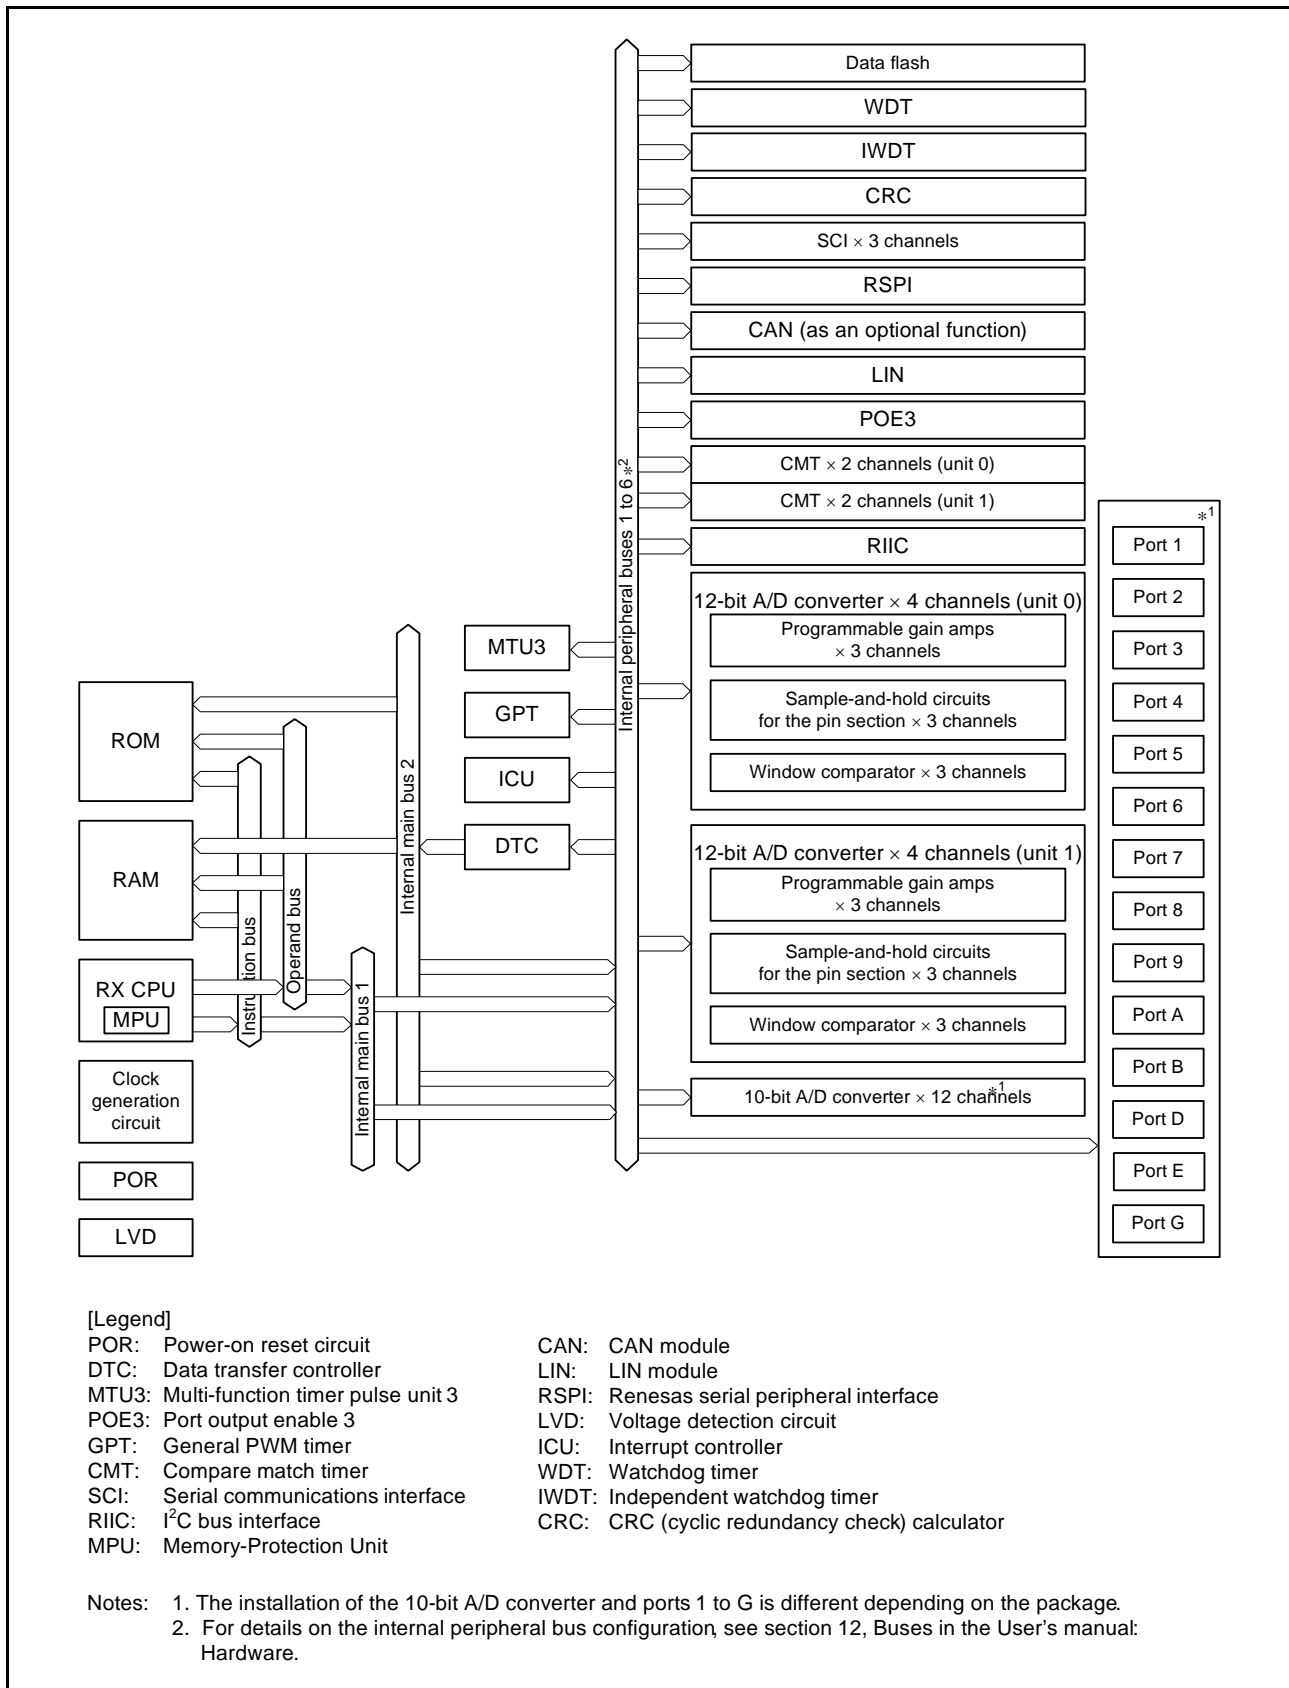 Data flash
WDT
IWDT
CRC
SCI × 3 channels
RSPI
CAN (as an optional function)
LIN
POE3
CMT × 2 channels (unit 0)
CMT × 2 channels (unit 1)
RIIC
12-bit A/D converter × 4 channels (unit 0)
Programmable gain amps
× 3 channels
Sample-and-hold circuits
for the pin section × 3 channels
Window comparator × 3 channels
12-bit A/D converter × 4 channels (unit 1)
Programmable gain amps
× 3 channels
Sample-and-hold circuits
for the pin section × 3 channels
Window comparator × 3 channels
10-bit A/D converter × 12 channels
*1
*1
Port 1
Port 2
Port 3
Port 4
Port 5
Port 6
Port 7
Port 8
Port 9
Port A
Port B
Port D
Port E
Port G
Internal peripheral buses 1 to 6 *2
MTU3
GPT
ICU
DTC
Internal main bus 2
Internal main bus 1
Operand bus
Instruction bus
ROM
RAM
RX CPU
MPU
Clock
generation
circuit
POR
LVD
[Legend]
POR: Power-on reset circuit
DTC: Data transfer controller
MTU3: Multi-function timer pulse unit 3
POE3: Port output enable 3
GPT: General PWM timer
CMT: Compare match timer
SCI: Serial communications interface
RIIC: I2C bus interface
MPU: Memory-Protection Unit
CAN: CAN module
LIN: LIN module
RSPI: Renesas serial peripheral interface
LVD: Voltage detection circuit
ICU: Interrupt controller
WDT: Watchdog timer
IWDT: Independent watchdog timer
CRC: CRC (cyclic redundancy check) calculator
Notes: 1. The installation of the 10-bit A/D converter and ports 1 to G is different depending on the package.
2. For details on the internal peripheral bus configuration, see section 12, Buses in the User's manual:
Hardware.